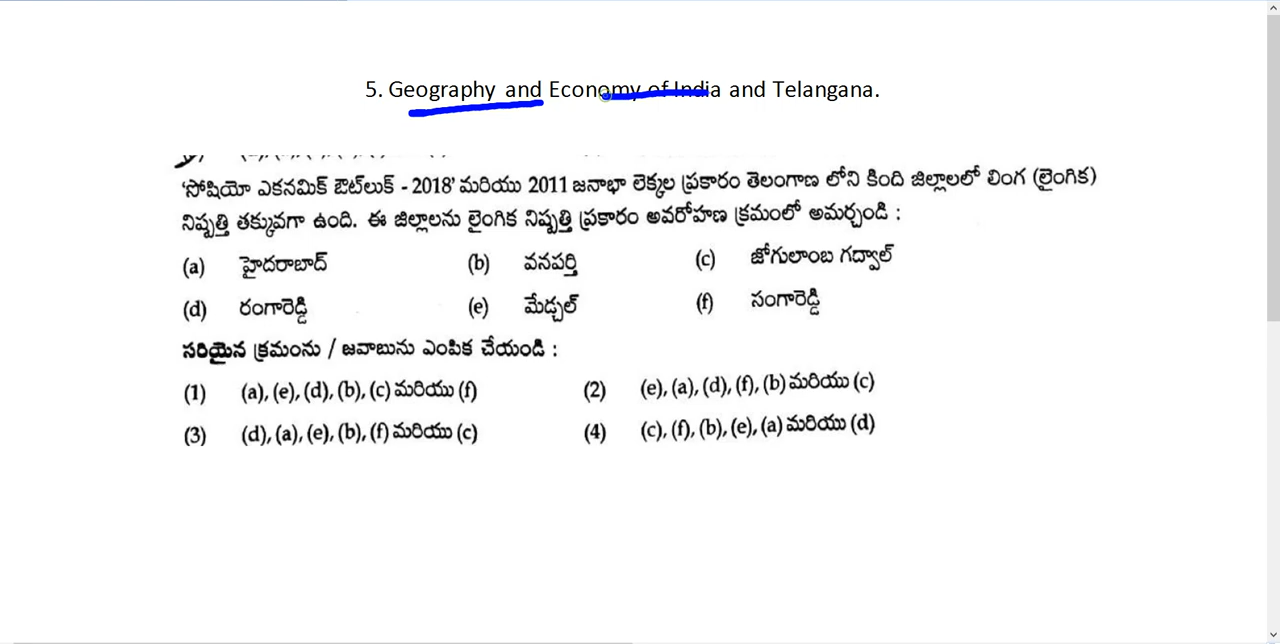 5. Geography and Economy of India and Telangana.
'సోషియో ఎకనమిక్ ఔట్‌లుక్ - 2018' మరియు 2011 జనాభా లెక్కల ప్రకారం తెలంగాణ లోని కింది జిల్లాలలో లింగ (లైంగిక)
నిష్పత్తి తక్కువగా ఉంది. ఈ జిల్లాలను లైంగిక నిష్పత్తి ప్రకారం అవరోహణ క్రమంలో అమర్చండి :
(a) హైదరాబాద్ (b) వనపర్తి (c) జోగులాంబ గద్వాల్
(d) రంగారెడ్డి (e) మేడ్చల్ (f) సంగారెడ్డి
సరియైన క్రమంను / జవాబును ఎంపిక చేయండి :
(1) (a), (e), (d), (b), (c) మరియు (f) (2) (e), (a), (d), (f), (b) మరియు (c)
(3) (d), (a), (e), (b), (f) మరియు (c) (4) (c), (f), (b), (e), (a) మరియు (d)